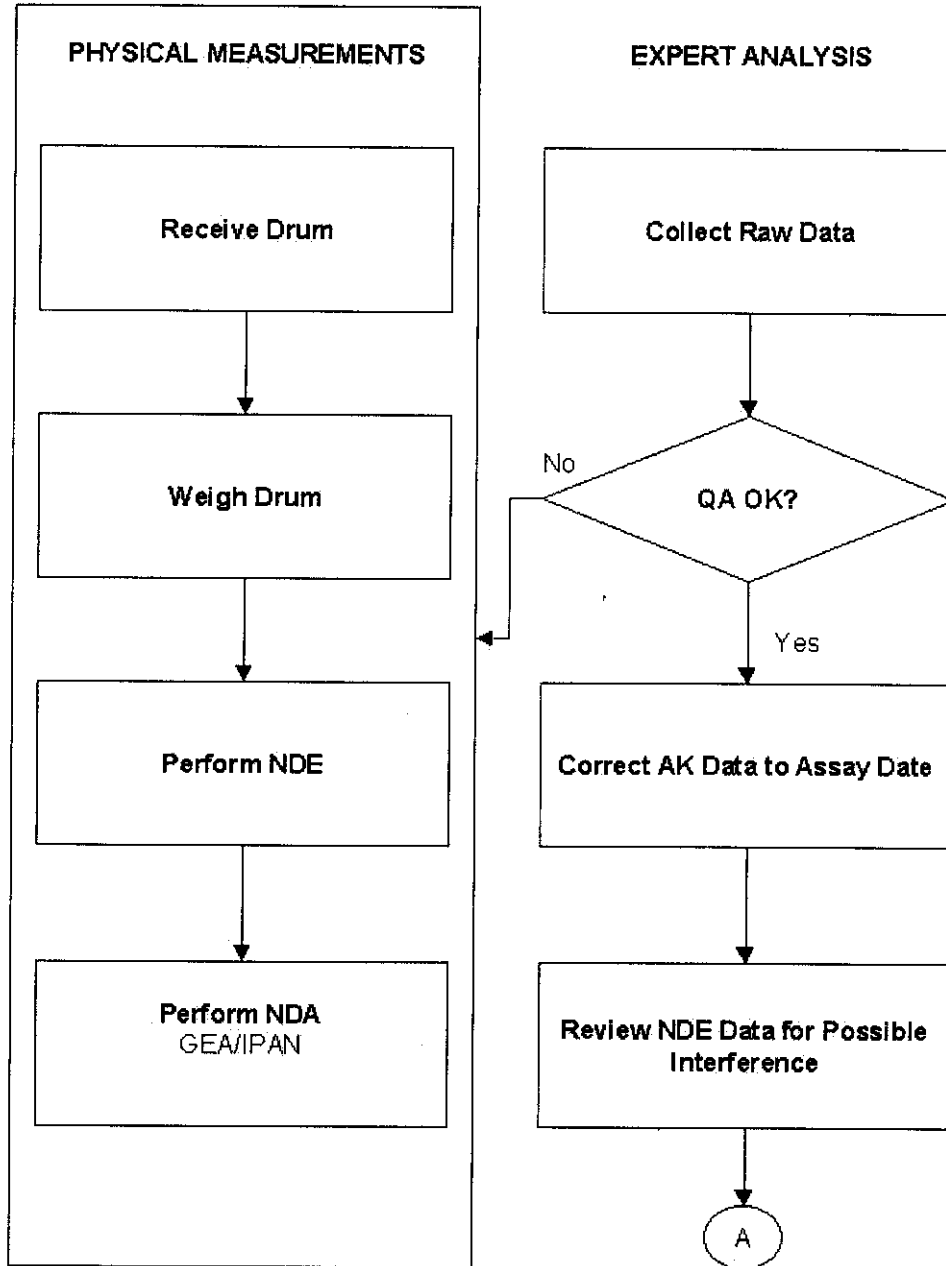 PHYSICAL MEASUREMENTS
Receive Drum
Weigh Drum
Perform NDE
Perform NDA
GEA/IPAN
EXPERT ANALYSIS
Collect Raw Data
No
QA OK?
Yes
Correct AK Data to Assay Date
Review NDE Data for Possible
Interference
A